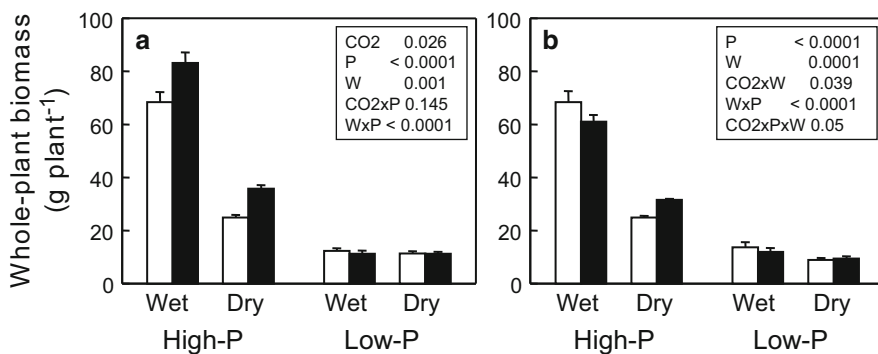 Whole-plant biomass
(g plant-1)
100
80
60
40
20
0
a
CO2 0.026
P < 0.0001
W 0.001
CO2xP 0.145
WxP < 0.0001
Wet Dry Wet Dry
High-P Low-P
100
80
60
40
20
0
b
P < 0.0001
W 0.0001
CO2xW 0.039
WxP < 0.0001
CO2xPxW 0.05
Wet Dry Wet Dry
High-P Low-P